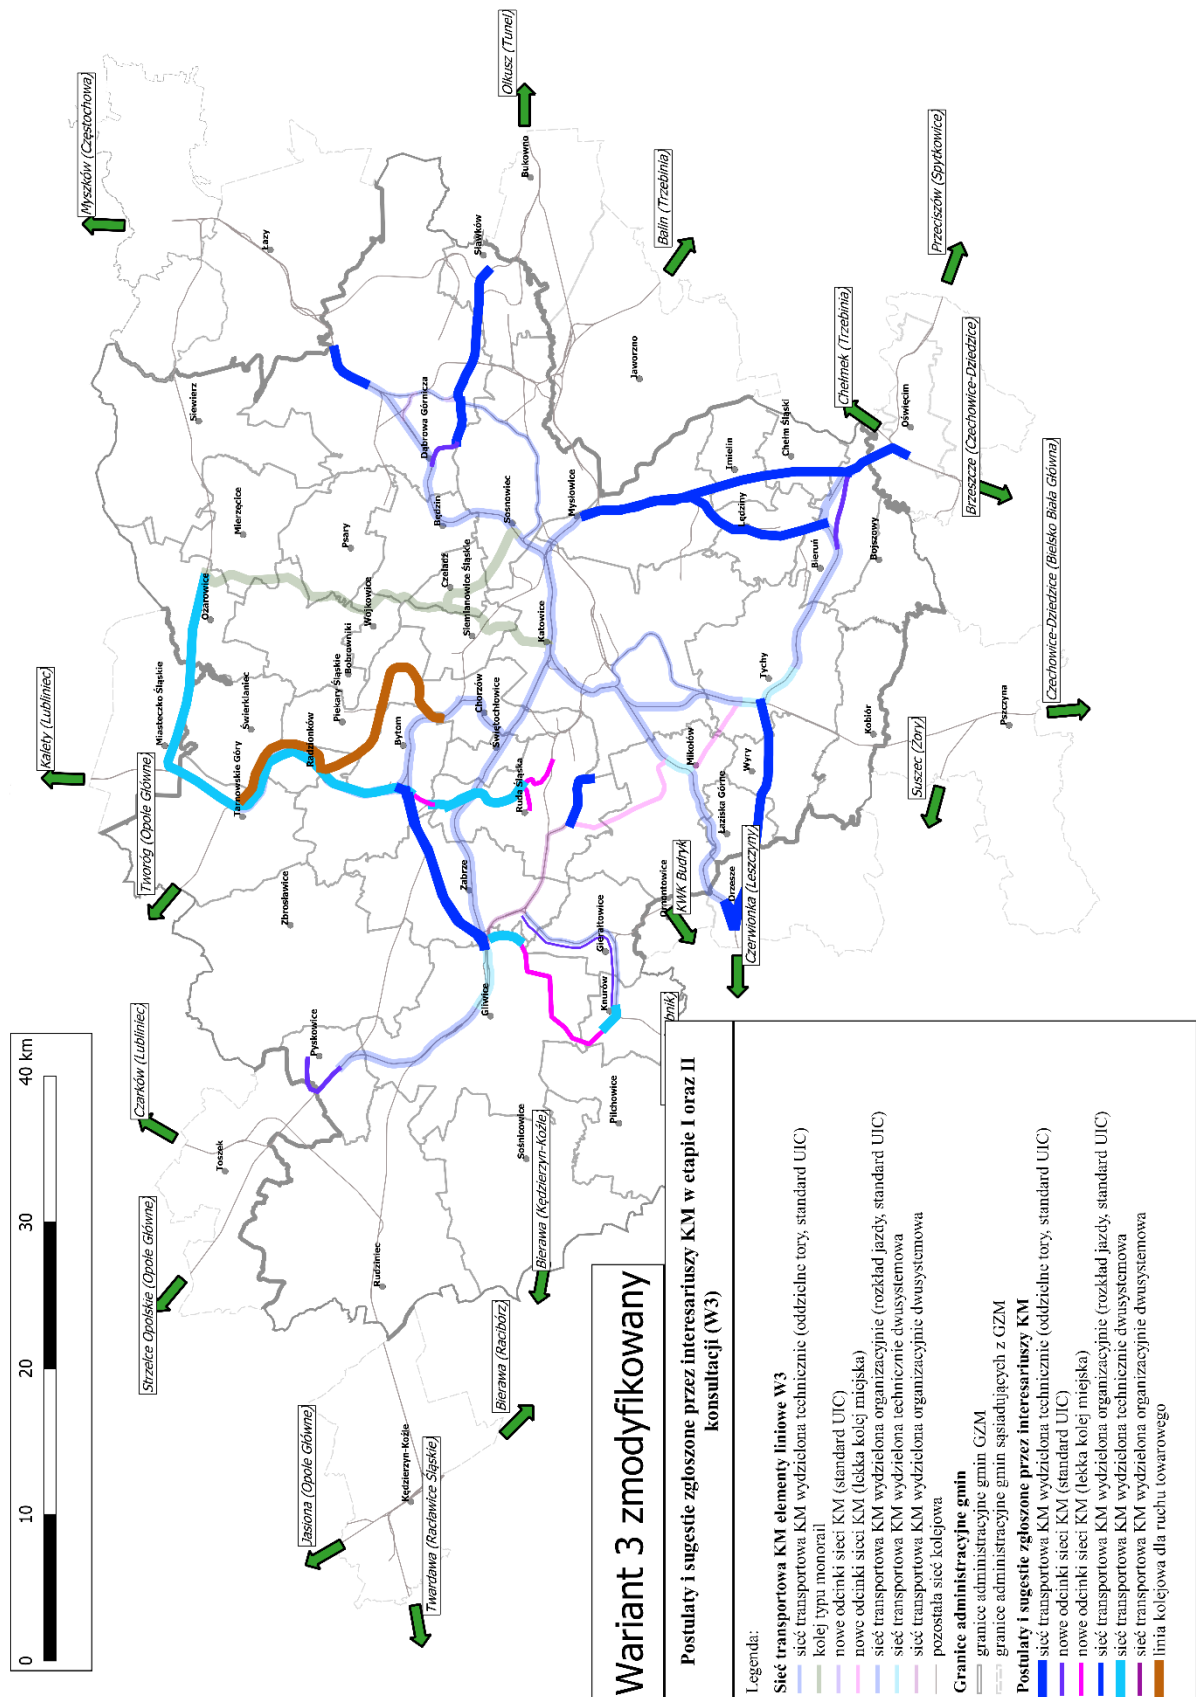 0 10 20 30 40 km
Myszków (Częstochowa)
Olkusz (Tunel)
Balin (Trzebinia)
Przeciszów (Spytkowice)
Chełmek (Trzebinia)
Brzeszcze (Czechowice-Dziedzice)
Czechowice-Dziedzice (Bielsko Biała Główna)
Suszec (Żory)
Kalety (Lubliniec)
Tworóg (Opole Główne)
KWK Budryk
Czerwionka (Leszczyny)
bnik)
Czarków (Lubliniec)
Strzelce Opolskie (Opole Główne)
Bierawa (Kędzierzyn-Koźle)
Bierawa (Racibórz)
Jasiona (Opole Główne)
Twardawa (Racławice Śląskie)
Łazy
Bukowno
Sławków
Siewierz
Dąbrowa Górnicza
Jaworzno
Oświęcim
Chełm Śląski
Imielin
Lędziny
Mierzęcice
Psary
Będzin
Sosnowiec
Mysłowice
Bieruń
Bojszowy
Ożarowice
Wojkowice
Czeladź
Siemianowice Śląskie
Katowice
Bobrowniki
Piekary Śląskie
Tychy
Kobiór
Pszczyna
Miasteczko Śląskie
Świerklaniec
Radzionków
Bytom
Chorzów
Świętochłowice
Mikołów
Wyry
Łaziska Górne
Tarnowskie Góry
Ruda Śląska
Orzesze
Ornontowice
Zbrosławice
Zabrze
Gierałtowice
Knurów
Gliwice
Pyskowice
Pilchowice
Sośnicowice
Toszek
Rudziniec
Kędzierzyn-Koźle
Wariant 3 zmodyfikowany
Postulaty i sugestie zgłoszone przez interesariuszy KM w etapie I oraz II
konsultacji (W3)
Legenda:
Sieć transportowa KM elementy liniowe W3
sieć transportowa KM wydzielona technicznie (oddzielne tory, standard UIC)
kolej typu monorail
nowe odcinki sieci KM (standard UIC)
nowe odcinki sieci KM (lekka kolej miejska)
sieć transportowa KM wydzielona organizacyjnie (rozkład jazdy, standard UIC)
sieć transportowa KM wydzielona technicznie dwusystemowa
sieć transportowa KM wydzielona organizacyjnie dwusystemowa
pozostała sieć kolejowa
Granice administracyjne gmin
granice administracyjne gmin GZM
granice administracyjne gmin sąsiadujących z GZM
Postulaty i sugestie zgłoszone przez interesariuszy KM
sieć transportowa KM wydzielona technicznie (oddzielne tory, standard UIC)
nowe odcinki sieci KM (standard UIC)
nowe odcinki sieci KM (lekka kolej miejska)
sieć transportowa KM wydzielona organizacyjnie (rozkład jazdy, standard UIC)
sieć transportowa KM wydzielona technicznie dwusystemowa
sieć transportowa KM wydzielona organizacyjnie dwusystemowa
linia kolejowa dla ruchu towarowego